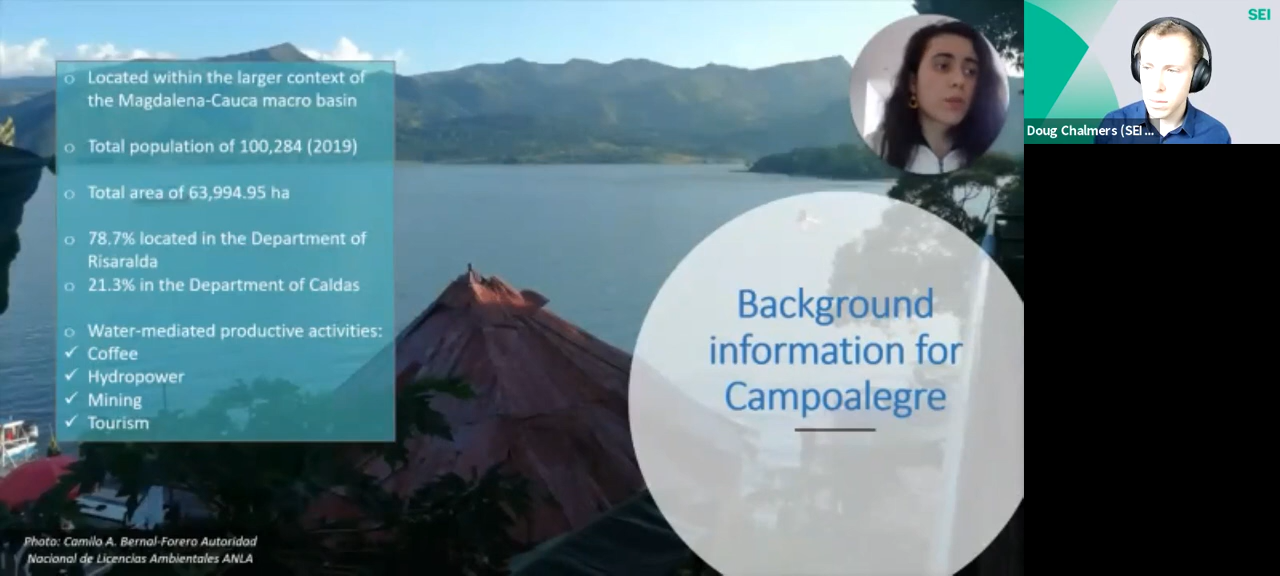 ○ Located within the larger context of
the Magdalena-Cauca macro basin
○ Total population of 100,284 (2019)
○ Total area of 63,994.95 ha
○ 78.7% located in the Department of
Risaralda
○ 21.3% in the Department of Caldas
○ Water-mediated productive activities:
✓ Coffee
✓ Hydropower
✓ Mining
✓ Tourism
Background
information for
Campoalegre
Photo: Camilo A. Bernal-Forero Autoridad
Nacional de Licencias Ambientales ANLA
SEI
Doug Chalmers (SEI ...